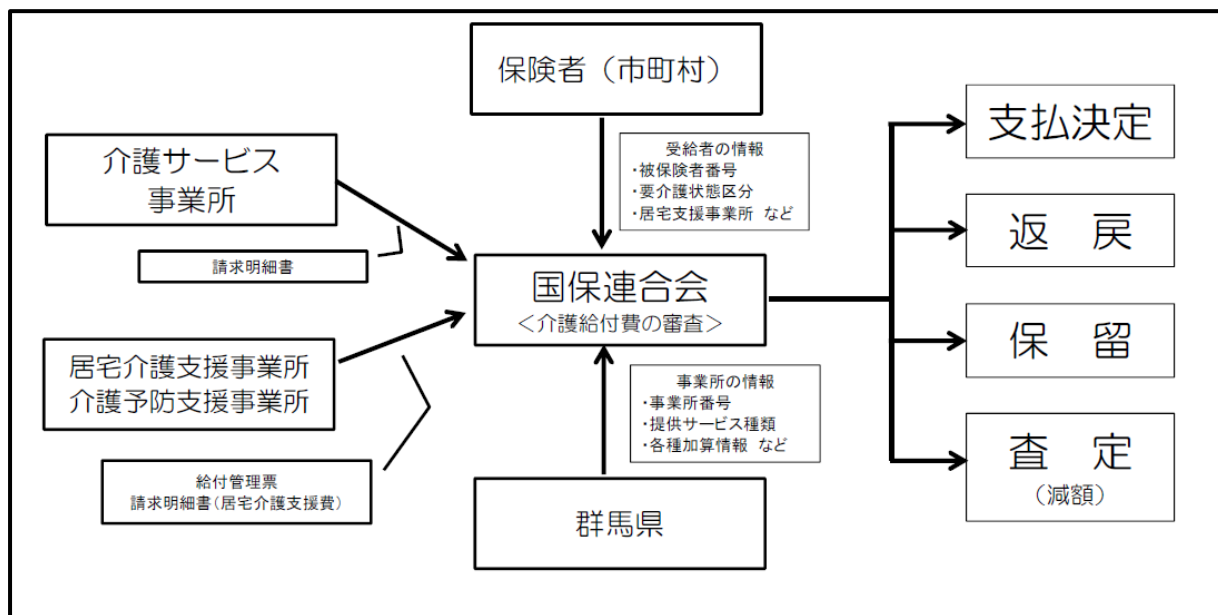 保険者（市町村）
受給者の情報
・被保険者番号
・要介護状態区分
・居宅支援事業所 など
介護サービス
事業所
請求明細書
国保連合会
＜介護給付費の審査＞
居宅介護支援事業所
介護予防支援事業所
給付管理票
請求明細書（居宅介護支援費）
事業所の情報
・事業所番号
・提供サービス種類
・各種加算情報 など
群馬県
支払決定
返　戻
保　留
査　定
（減額）